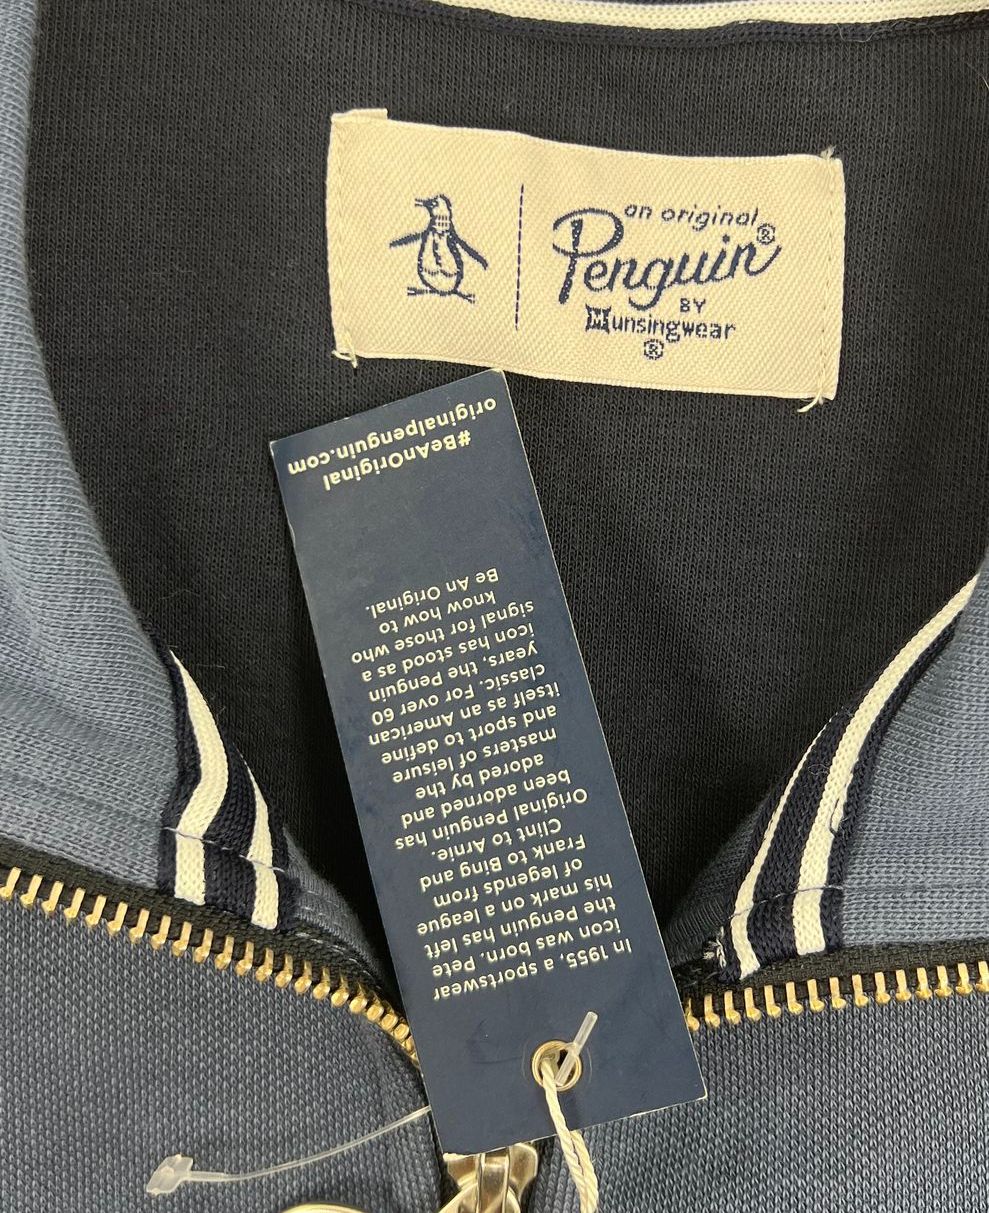 an original
Penguin®
BY
Munsingwear
®
In 1955, a sportswear
icon was born. Pete
the Penguin has left
his mark on a league
of legends from
Frank to Bing and
Clint to Arnie.
Original Penguin has
been adorned and
adored by the
masters of leisure
and sport to define
itself as an American
classic. For over 60
years, the Penguin
icon has stood as a
signal for those who
know how to
Be An Original.
#BeAnOriginal
originalpenguin.com